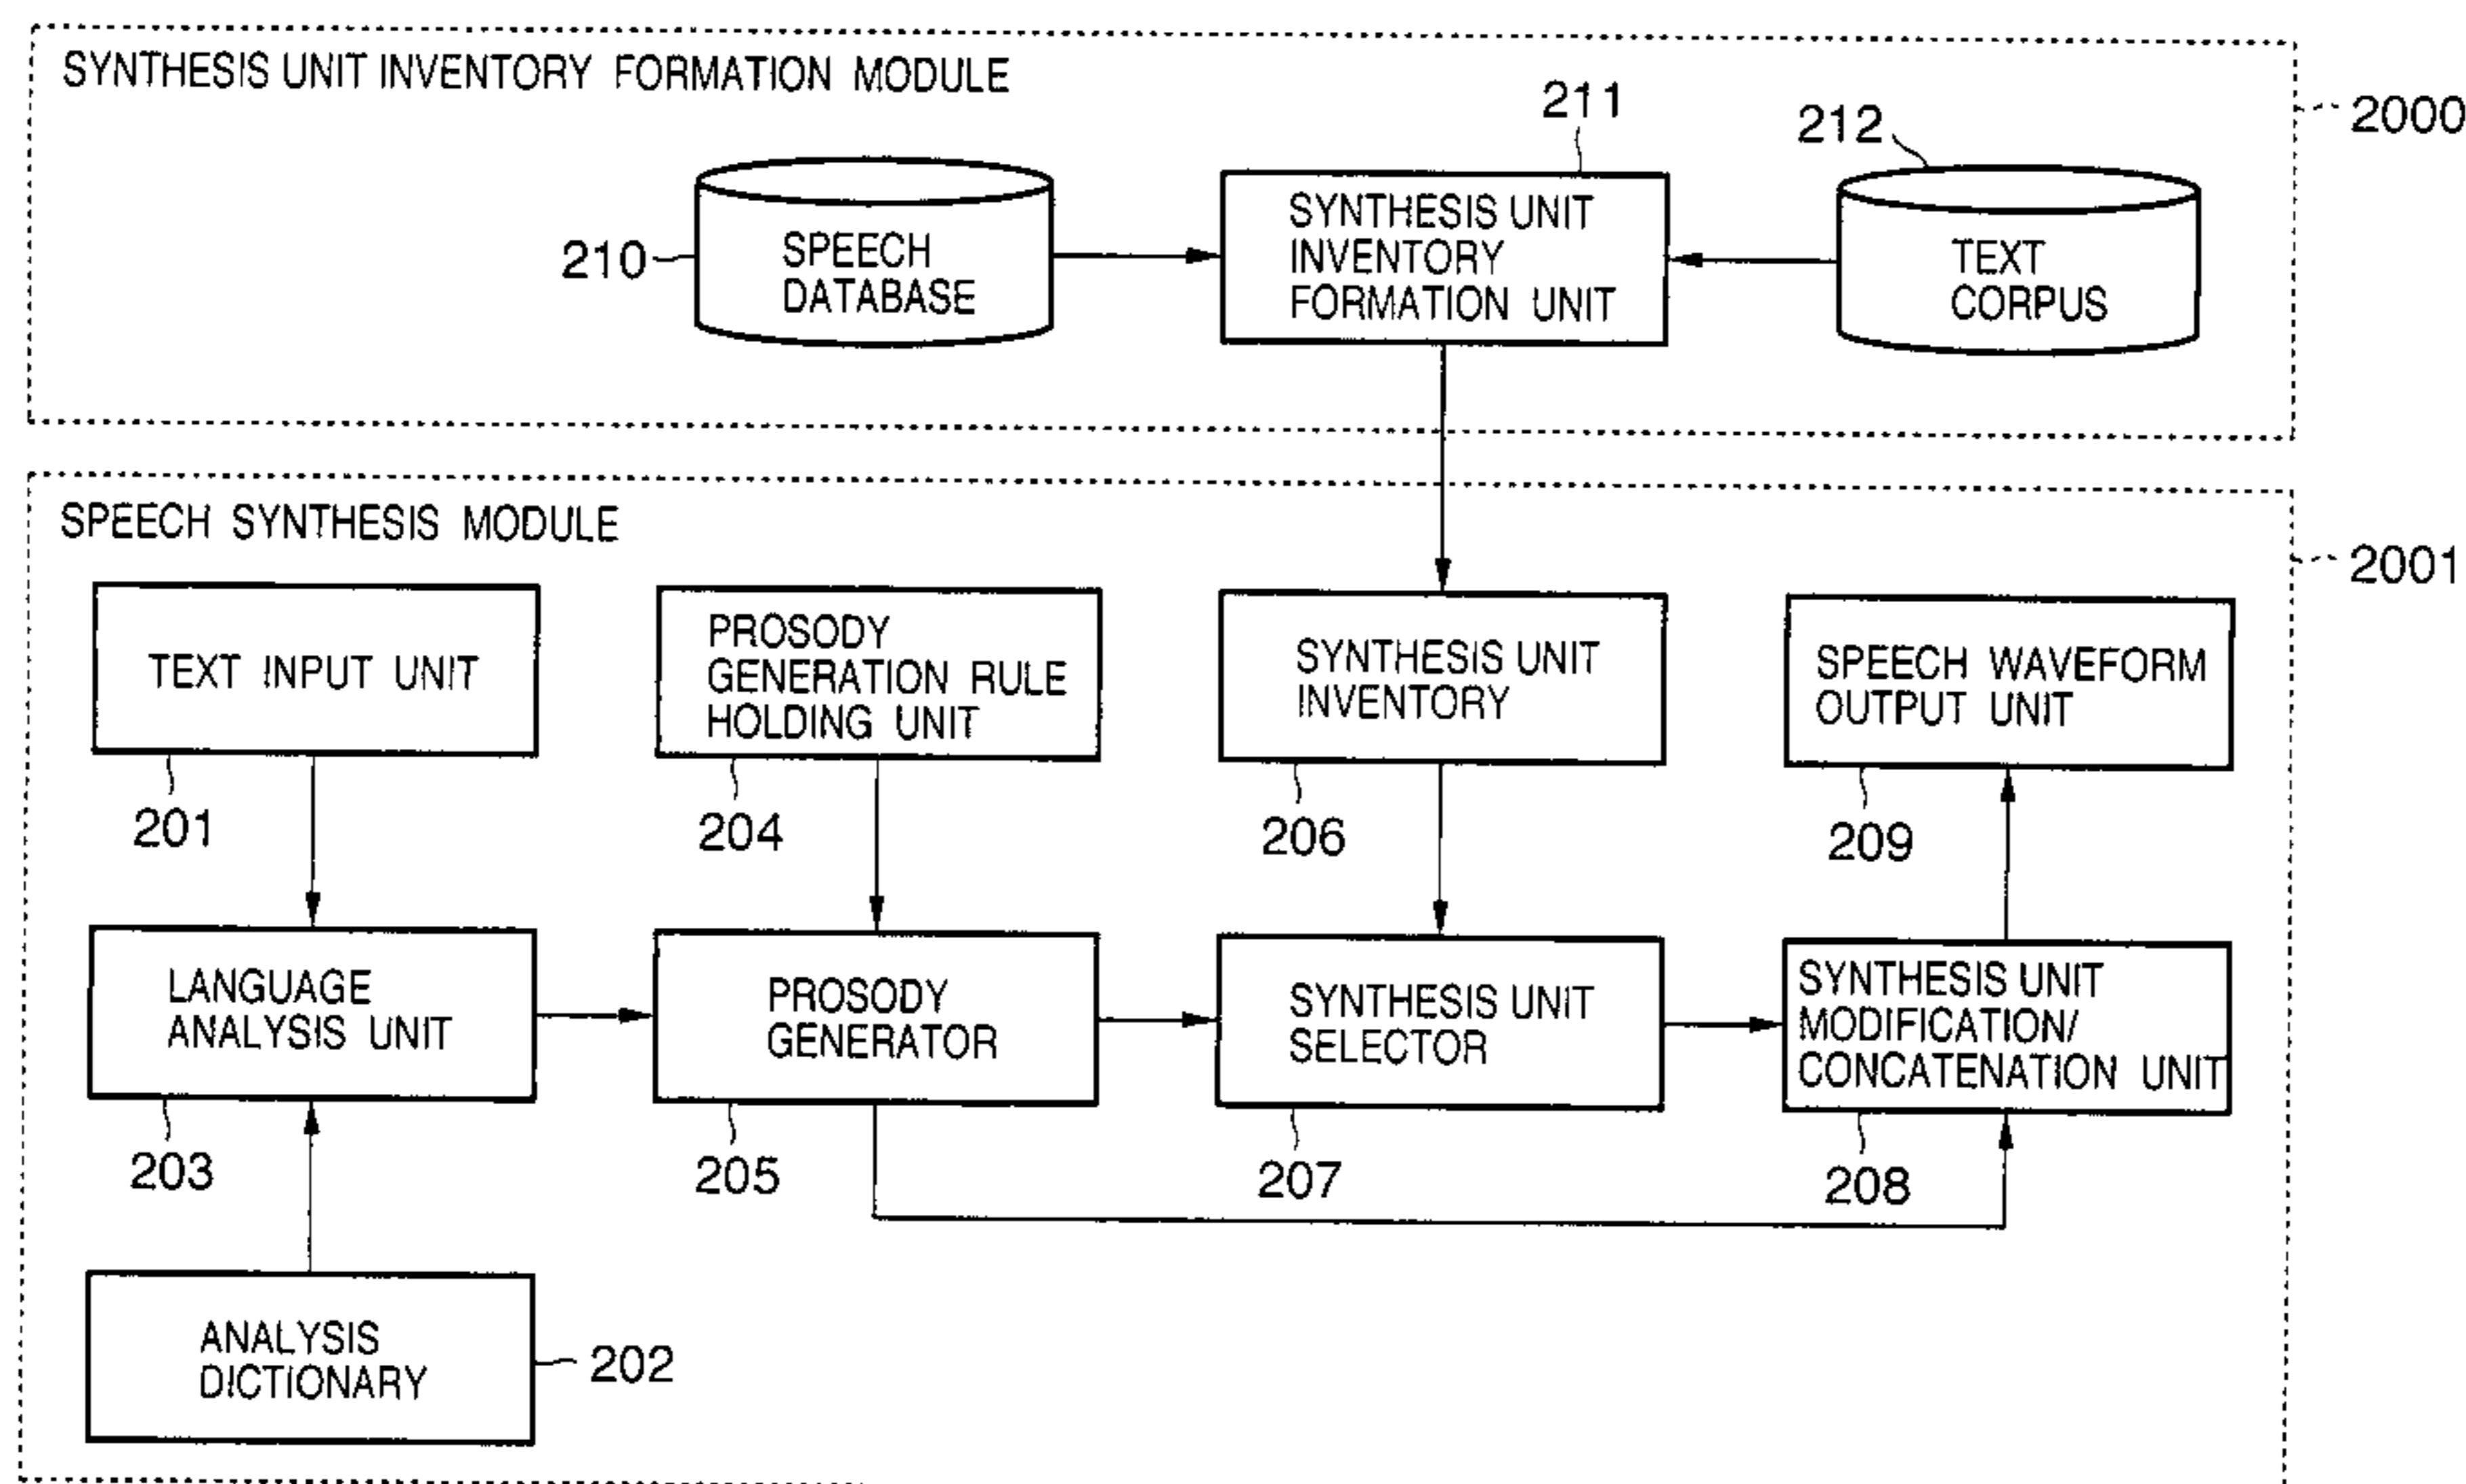 SYNTHESIS UNIT INVENTORY FORMATION MODULE
2000
211
212
210
SPEECH
DATABASE
SYNTHESIS UNIT
INVENTORY
FORMATION UNIT
TEXT
CORPUS
SPEECH SYNTHESIS MODULE
2001
TEXT INPUT UNIT
201
PROSODY
GENERATION RULE
HOLDING UNIT
204
SYNTHESIS UNIT
INVENTORY
206
SPEECH WAVEFORM
OUTPUT UNIT
209
LANGUAGE
ANALYSIS UNIT
203
PROSODY
GENERATOR
205
SYNTHESIS UNIT
SELECTOR
207
SYNTHESIS UNIT
MODIFICATION/
CONCATENATION UNIT
208
ANALYSIS
DICTIONARY
202